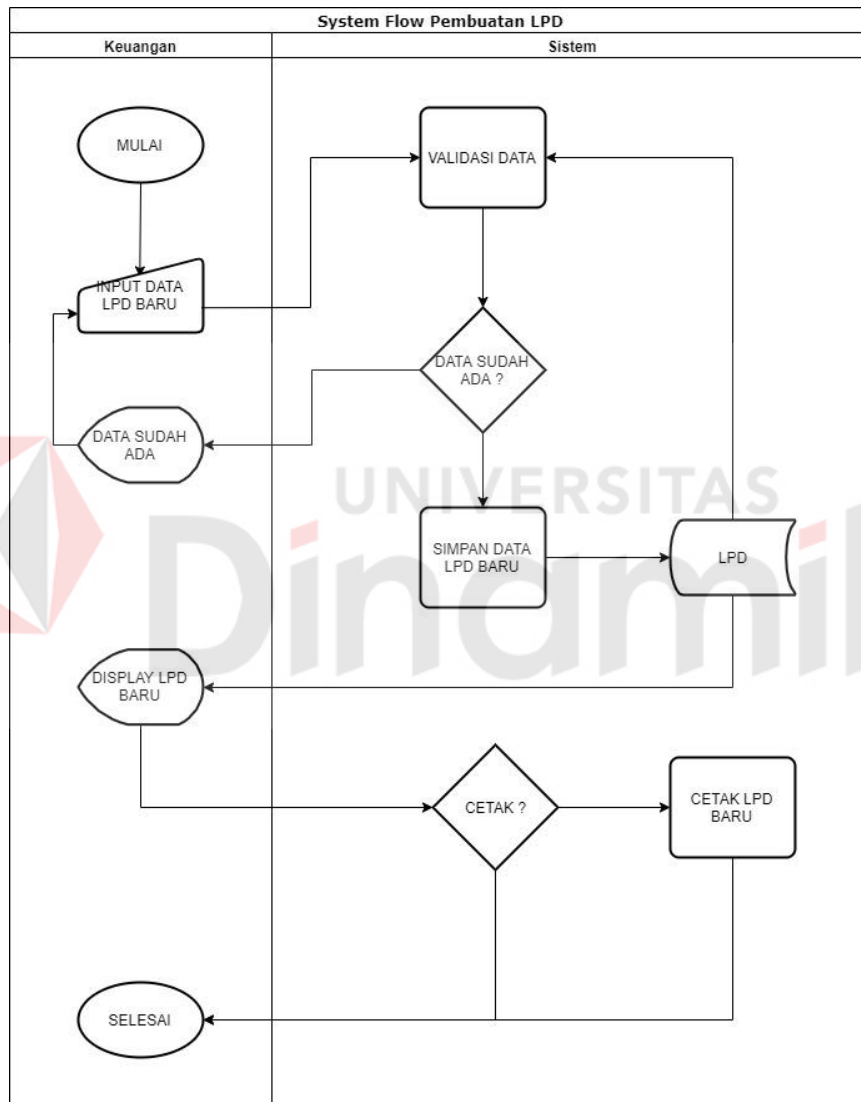 System Flow Pembuatan LPD
Keuangan
Sistem
MULAI
VALIDASI DATA
INPUT DATA
LPD BARU
DATA SUDAH
ADA ?
DATA SUDAH
ADA
UNIVERSITAS
Dinamik
SIMPAN DATA
LPD BARU
LPD
DISPLAY LPD
BARU
CETAK ?
CETAK LPD
BARU
SELESAI